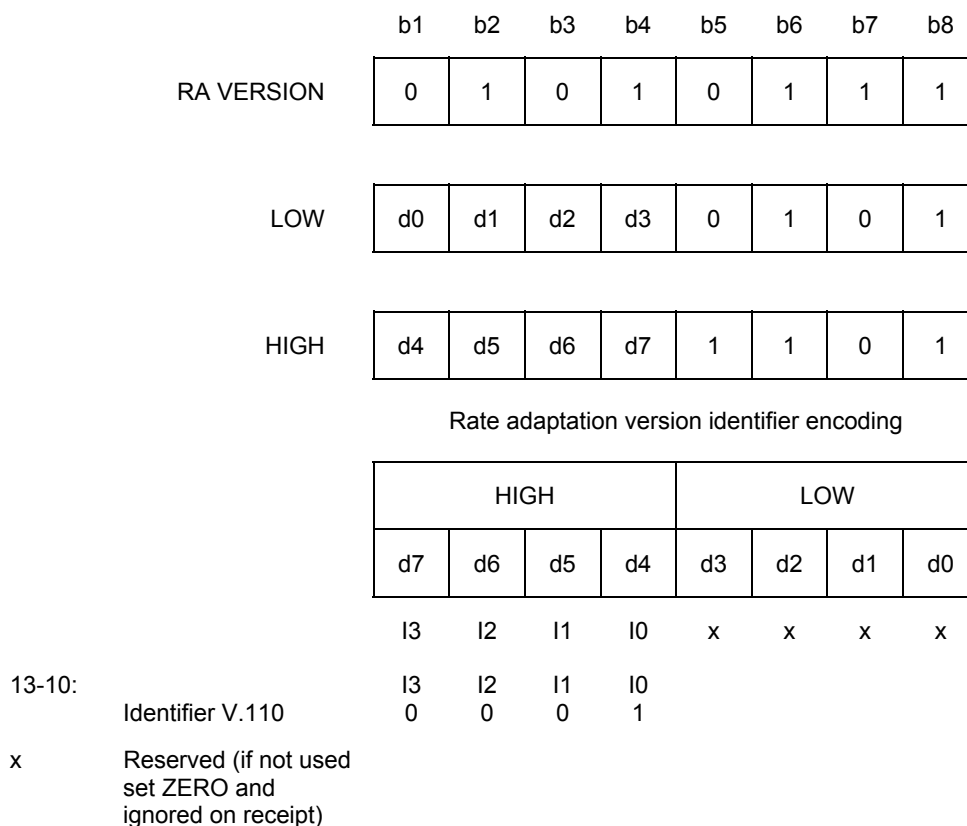 b1 b2 b3 b4 b5 b6 b7 b8
RA VERSION 0 1 0 1 0 1 1 1
LOW d0 d1 d2 d3 0 1 0 1
HIGH d4 d5 d6 d7 1 1 0 1
Rate adaptation version identifier encoding
HIGH LOW
d7 d6 d5 d4 d3 d2 d1 d0
I3 I2 I1 I0 x x x x
13-10: I3 I2 I1 I0
Identifier V.110 0 0 0 1
x Reserved (if not used
set ZERO and
ignored on receipt)